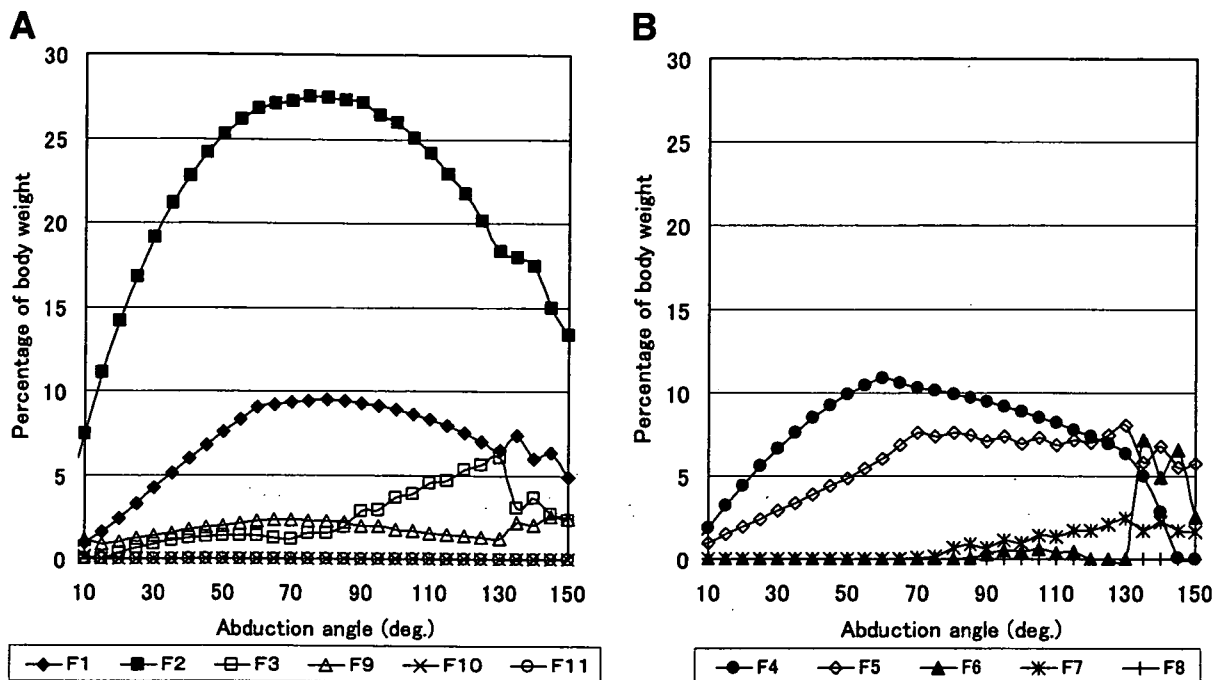 A
30
25
20
15
10
5
0
Percentage of body weight
10 30 50 70 90 110 130 150
Abduction angle (deg.)
F1 F2 F3 F9 F10 F11
B
30
25
20
15
10
5
0
Percentage of body weight
10 30 50 70 90 110 130 150
Abduction angle (deg.)
F4 F5 F6 F7 F8